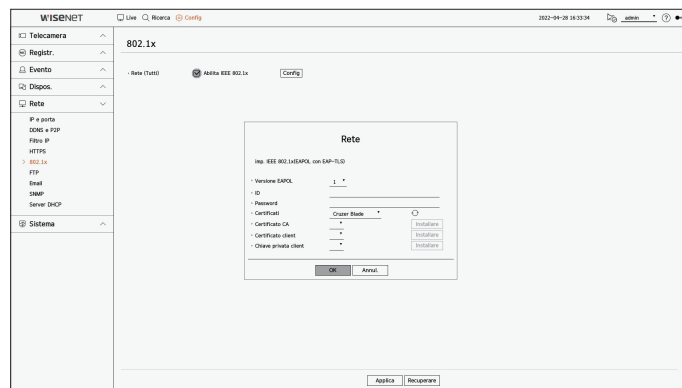 WISENET
Live Ricerca Config
2022-04-28 16:33:34 admin
Telecamera
Registr.
Evento
Dispos.
Rete
IP e porta
DDNS e P2P
Filtro IP
HTTPS
> 802.1x
FTP
Email
SNMP
Server DHCP
Sistema
802.1x
• Rete (Tutti) Abilita IEEE 802.1x Config
Rete
imp. IEEE 802.1x(EAPOL con EAP-TLS)
• Versione EAPOL 1
• ID
• Password
• Certificati Cruzer Blade
• Certificato CA Installare
• Certificato client Installare
• Chiave privata client Installare
OK Annul.
Applica Recuperare